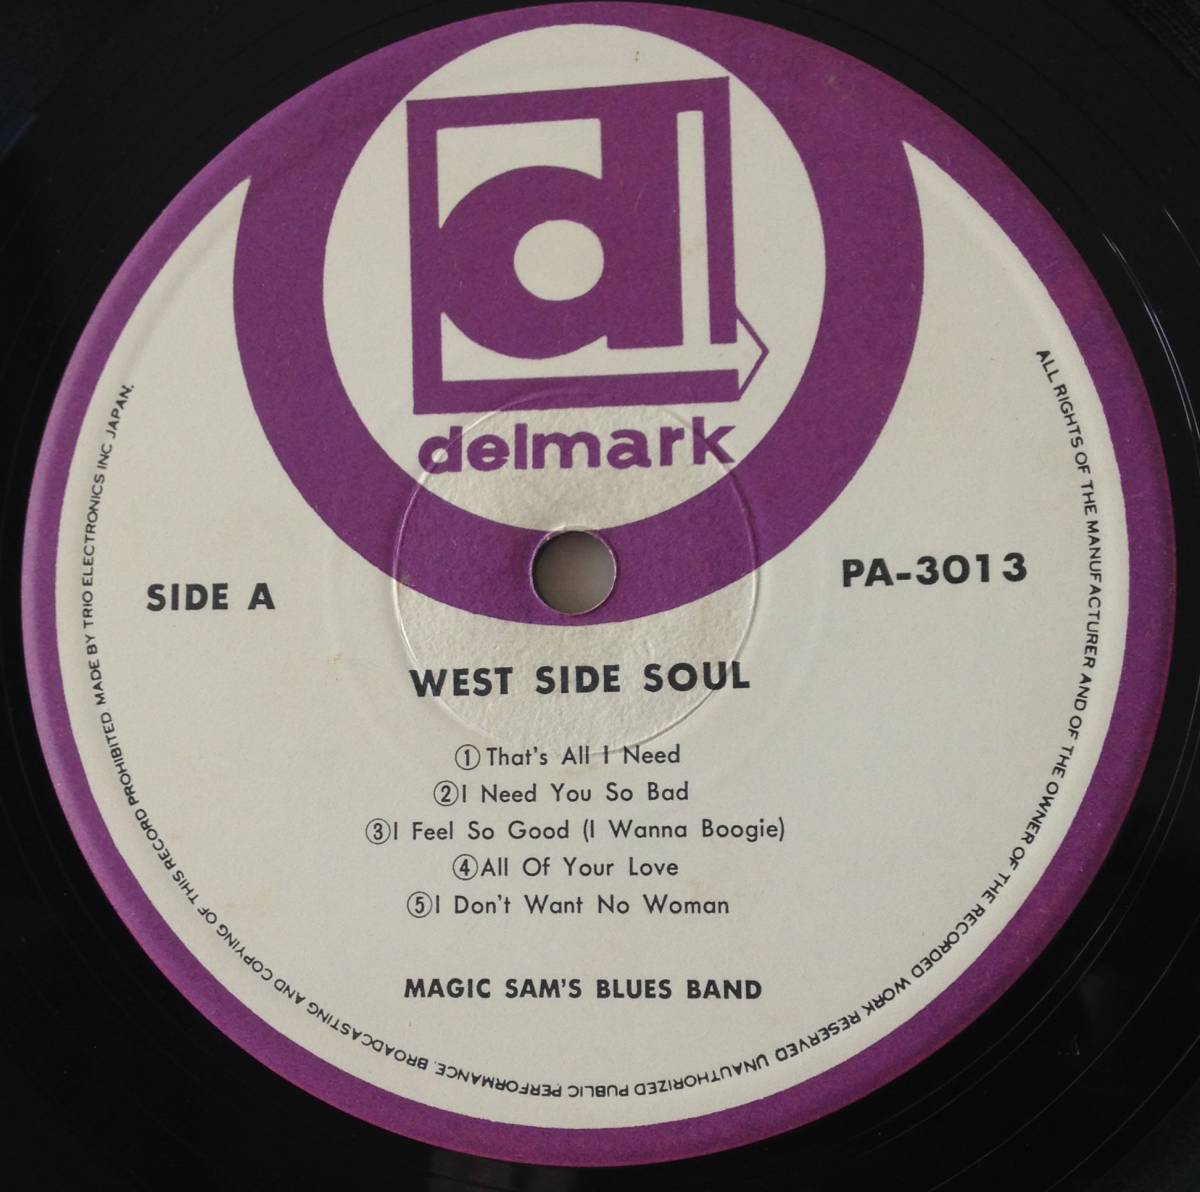 d
delmark
SIDE A
PA-3013
WEST SIDE SOUL
①That's All I Need
②I Need You So Bad
③I Feel So Good (I Wanna Boogie)
④All Of Your Love
⑤I Don't Want No Woman
MAGIC SAM'S BLUES BAND
ALL RIGHTS OF THE MANUFACTURER AND OF THE OWNER OF THE RECORDED WORK RESERVED UNAUTHORIZED PUBLIC PERFORMANCE. BROADCASTING AND COPYING OF THIS RECORD PROHIBITED MADE BY TRIO ELECTRONICS INC JAPAN.